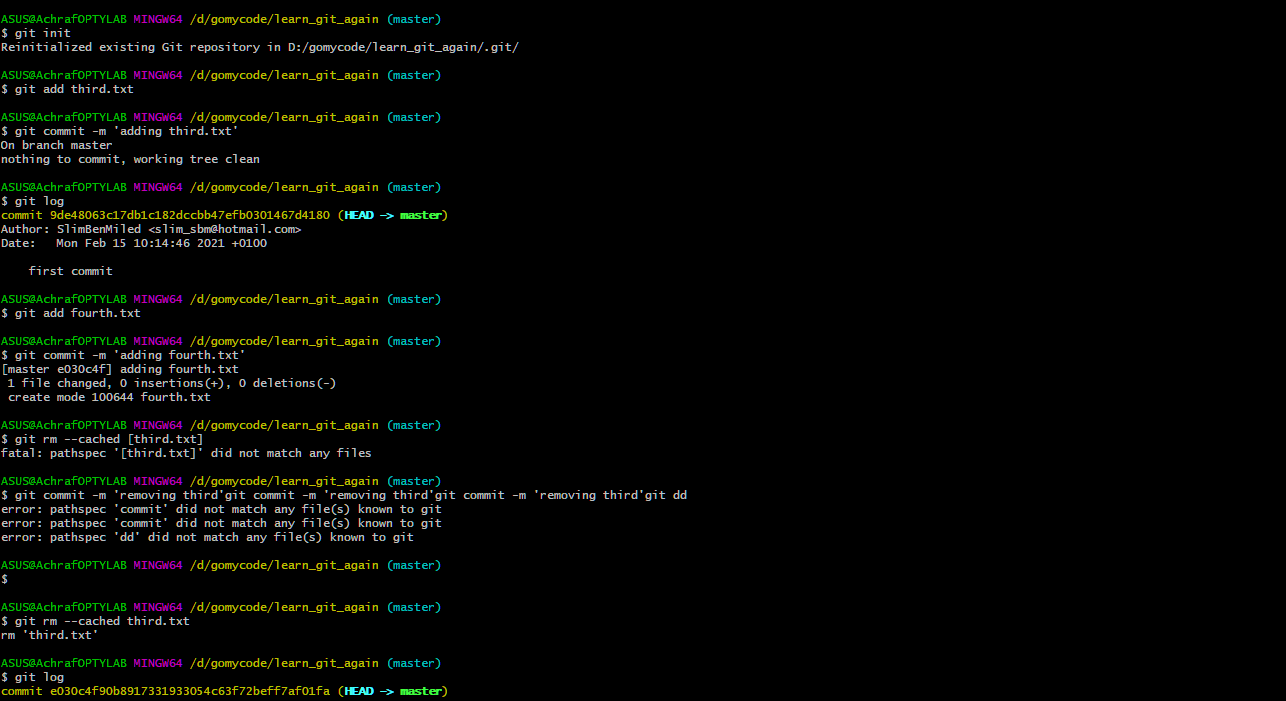 ASUS@AchrafOPTYLAB MINGW64 /d/gomycode/learn_git_again (master)
$ git init
Reinitialized existing Git repository in D:/gomycode/learn_git_again/.git/
ASUS@AchrafOPTYLAB MINGW64 /d/gomycode/learn_git_again (master)
$ git add third.txt
ASUS@AchrafOPTYLAB MINGW64 /d/gomycode/learn_git_again (master)
$ git commit -m 'adding third.txt'
On branch master
nothing to commit, working tree clean
ASUS@AchrafOPTYLAB MINGW64 /d/gomycode/learn_git_again (master)
$ git log
commit 9de48063c17db1c182dccbb47efb0301467d4180 (HEAD -> master)
Author: SlimBenMiled <slim_sbm@hotmail.com>
Date:   Mon Feb 15 10:14:46 2021 +0100
    first commit
ASUS@AchrafOPTYLAB MINGW64 /d/gomycode/learn_git_again (master)
$ git add fourth.txt
ASUS@AchrafOPTYLAB MINGW64 /d/gomycode/learn_git_again (master)
$ git commit -m 'adding fourth.txt'
[master e030c4f] adding fourth.txt
 1 file changed, 0 insertions(+), 0 deletions(-)
 create mode 100644 fourth.txt
ASUS@AchrafOPTYLAB MINGW64 /d/gomycode/learn_git_again (master)
$ git rm --cached [third.txt]
fatal: pathspec '[third.txt]' did not match any files
ASUS@AchrafOPTYLAB MINGW64 /d/gomycode/learn_git_again (master)
$ git commit -m 'removing third'git commit -m 'removing third'git commit -m 'removing third'git dd
error: pathspec 'commit' did not match any file(s) known to git
error: pathspec 'commit' did not match any file(s) known to git
error: pathspec 'dd' did not match any file(s) known to git
ASUS@AchrafOPTYLAB MINGW64 /d/gomycode/learn_git_again (master)
$
ASUS@AchrafOPTYLAB MINGW64 /d/gomycode/learn_git_again (master)
$ git rm --cached third.txt
rm 'third.txt'
ASUS@AchrafOPTYLAB MINGW64 /d/gomycode/learn_git_again (master)
$ git log
commit e030c4f90b8917331933054c63f72beff7af01fa (HEAD -> master)